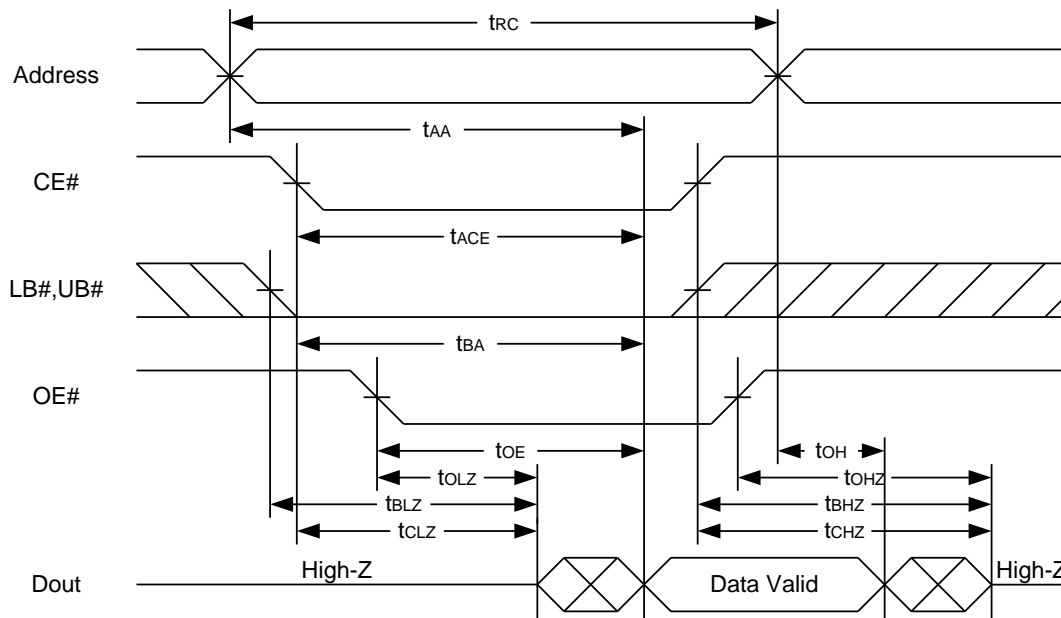 tRC
Address
tAA
CE#
tACE
LB#,UB#
tBA
OE#
tOE
tOH
tOLZ
tOHZ
tBLZ
tBHZ
tCLZ
tCHZ
High-Z
Dout
Data Valid
High-Z